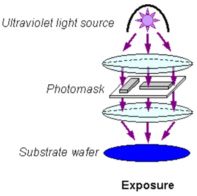 Ultraviolet light source
Photomask
Substrate wafer
Exposure